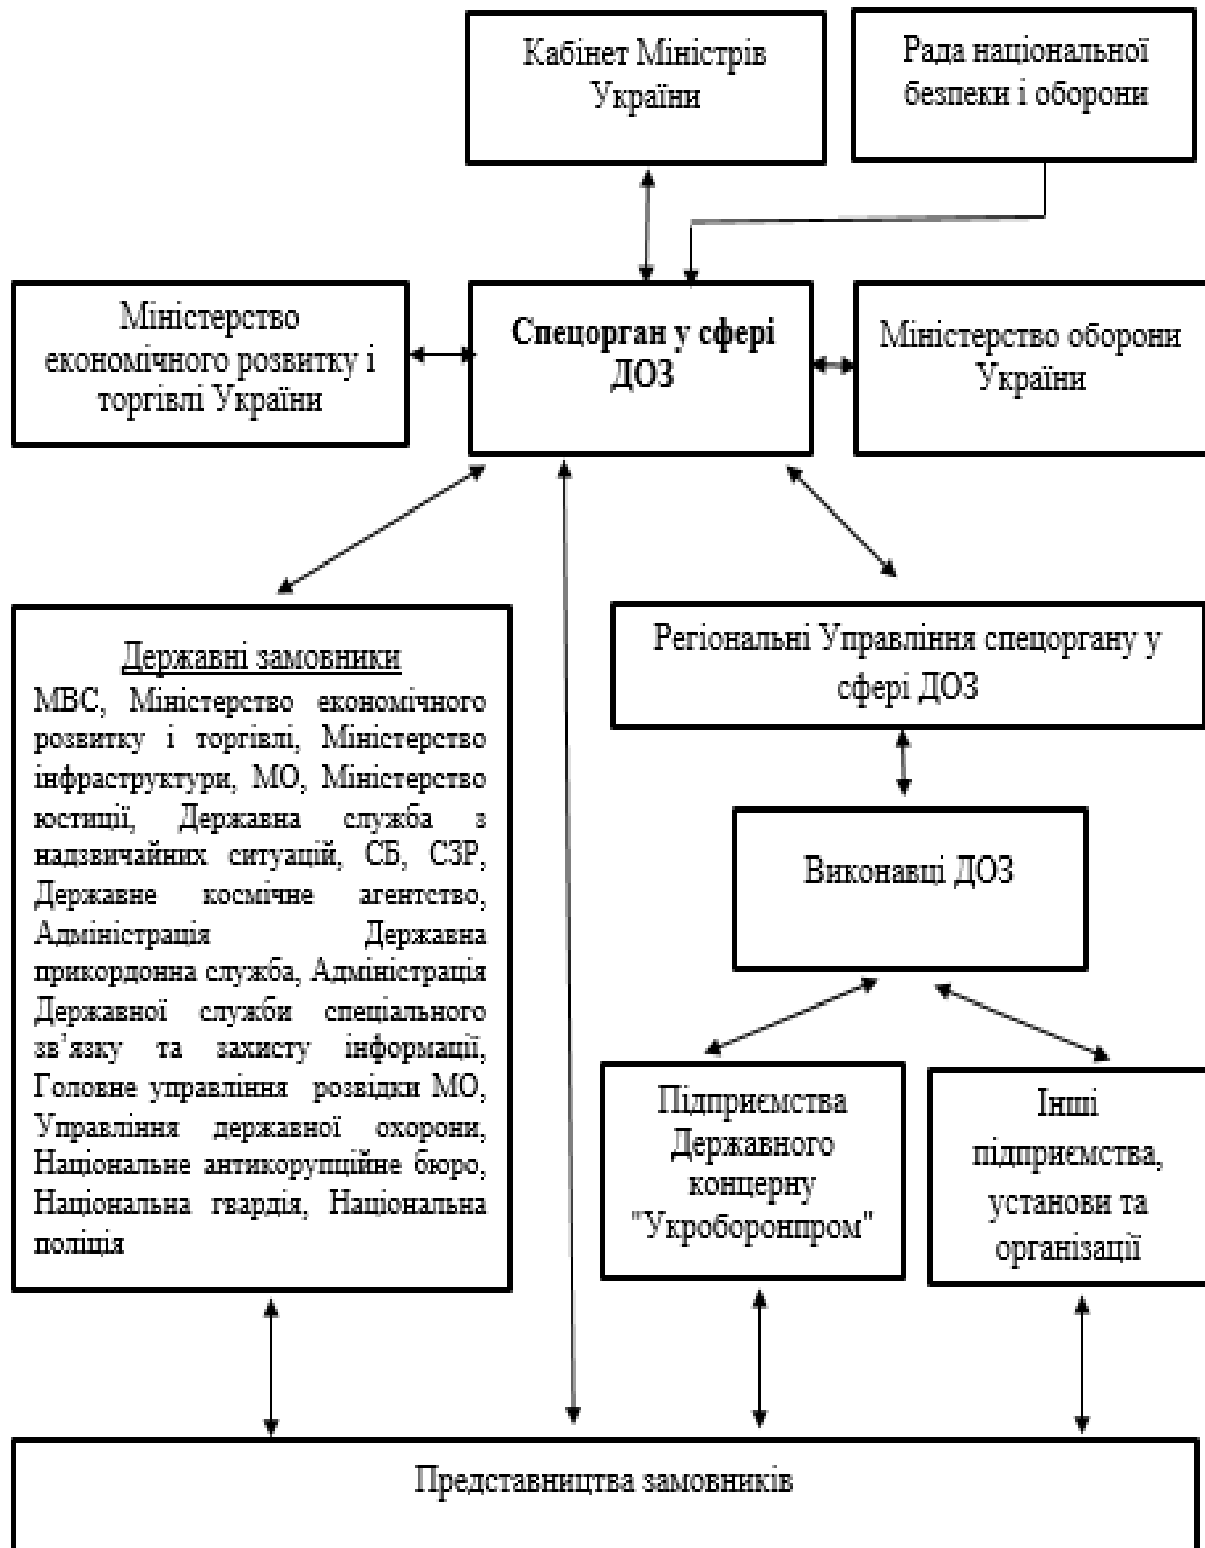 Кабінет Міністрів
України
Рада національної
безпеки і оборони
Міністерство
економічного розвитку і
торгівлі України
Спецорган у сфері
ДОЗ
Міністерство оборони
України
Державні замовники
МВС, Міністерство економічного
розвитку і торгівлі, Міністерство
інфраструктури, МО, Міністерство
юстиції, Державна служба з
надзвичайних ситуацій, СБ, СЗР,
Державне космічне агентство,
Адміністрація Державна
прикордонна служба, Адміністрація
Державної служби спеціального
зв’язку та захисту інформації,
Головне управління розвідки МО,
Управління державної охорони,
Національне антикорупційне бюро,
Національна гвардія, Національна
поліція
Регіональні Управління спецоргану у
сфері ДОЗ
Виконавці ДОЗ
Підприємства
Державного
концерну
"Укроборонпром"
Інші
підприємства,
установи та
організації
Представництва замовників